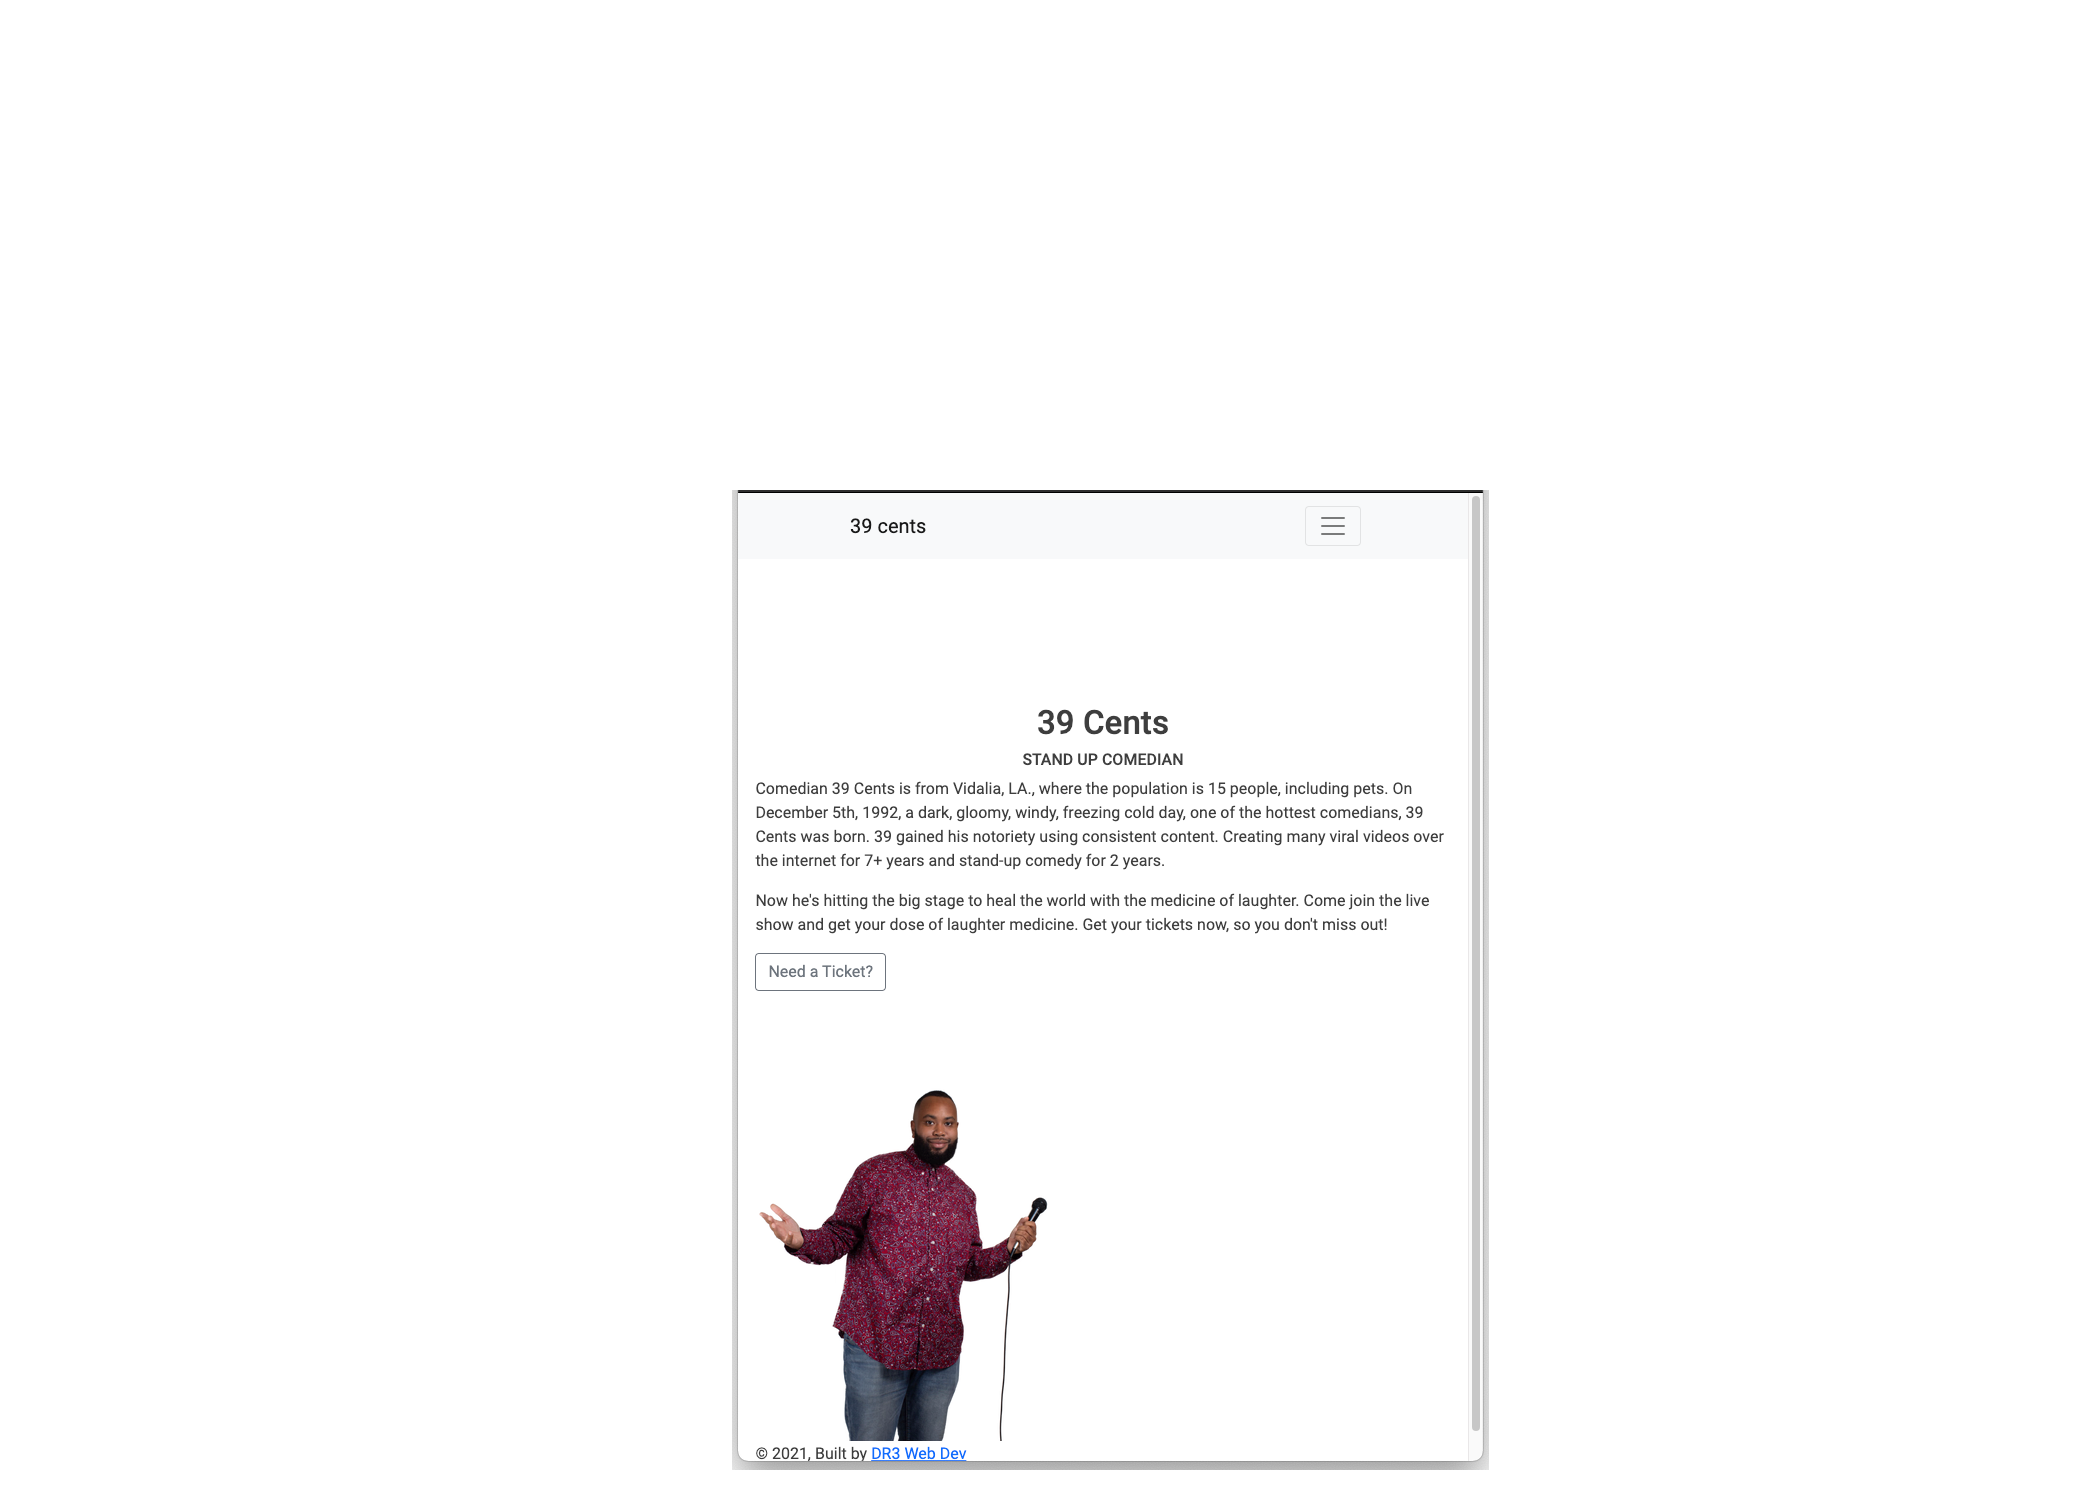 39 cents
39 Cents
STAND UP COMEDIAN
Comedian 39 Cents is from Vidalia, LA., where the population is 15 people, including pets. On
December 5th, 1992, a dark, gloomy, windy, freezing cold day, one of the hottest comedians, 39
Cents was born. 39 gained his notoriety using consistent content. Creating many viral videos over
the internet for 7+ years and stand-up comedy for 2 years.
Now he's hitting the big stage to heal the world with the medicine of laughter. Come join the live
show and get your dose of laughter medicine. Get your tickets now, so you don't miss out!
Need a Ticket?
© 2021, Built by DR3 Web Dev